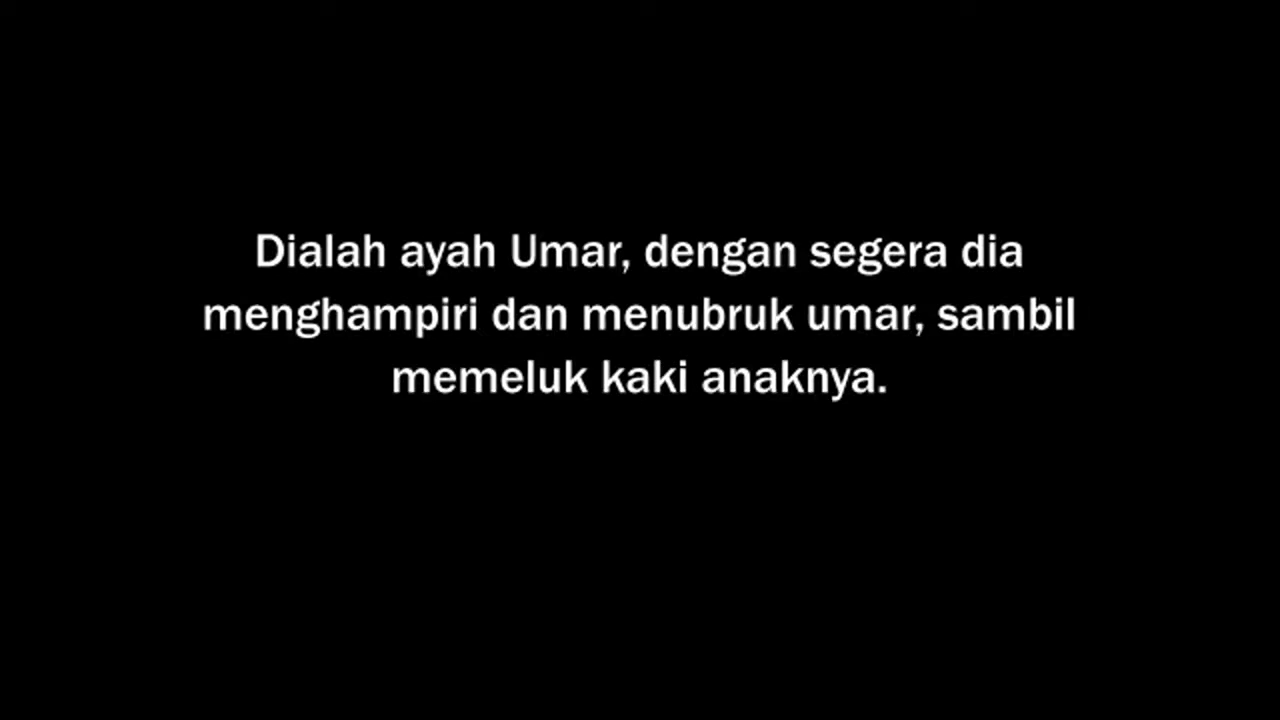 Dialah ayah Umar, dengan segera dia
menghampiri dan menubruk umar, sambil
memeluk kaki anaknya.